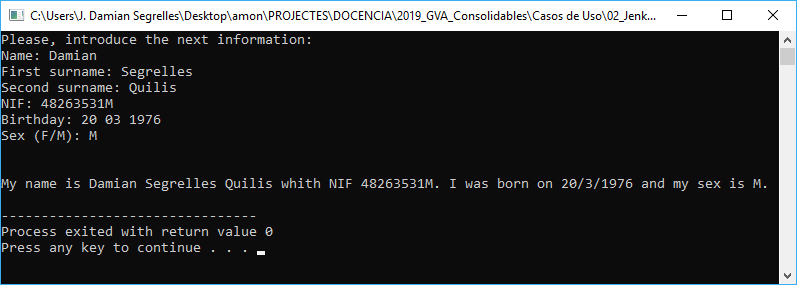 C:\Users\J. Damian Segrelles\Desktop\amon\PROJECTES\DOCENCIA\2019_GVA_Consolidables\Casos de Uso\02_Jenk...
Please, introduce the next information:
Name: Damian
First surname: Segrelles
Second surname: Quilis
NIF: 48263531M
Birthday: 20 03 1976
Sex (F/M): M
My name is Damian Segrelles Quilis whith NIF 48263531M. I was born on 20/3/1976 and my sex is M.
--------------------------------
Process exited with return value 0
Press any key to continue . . .